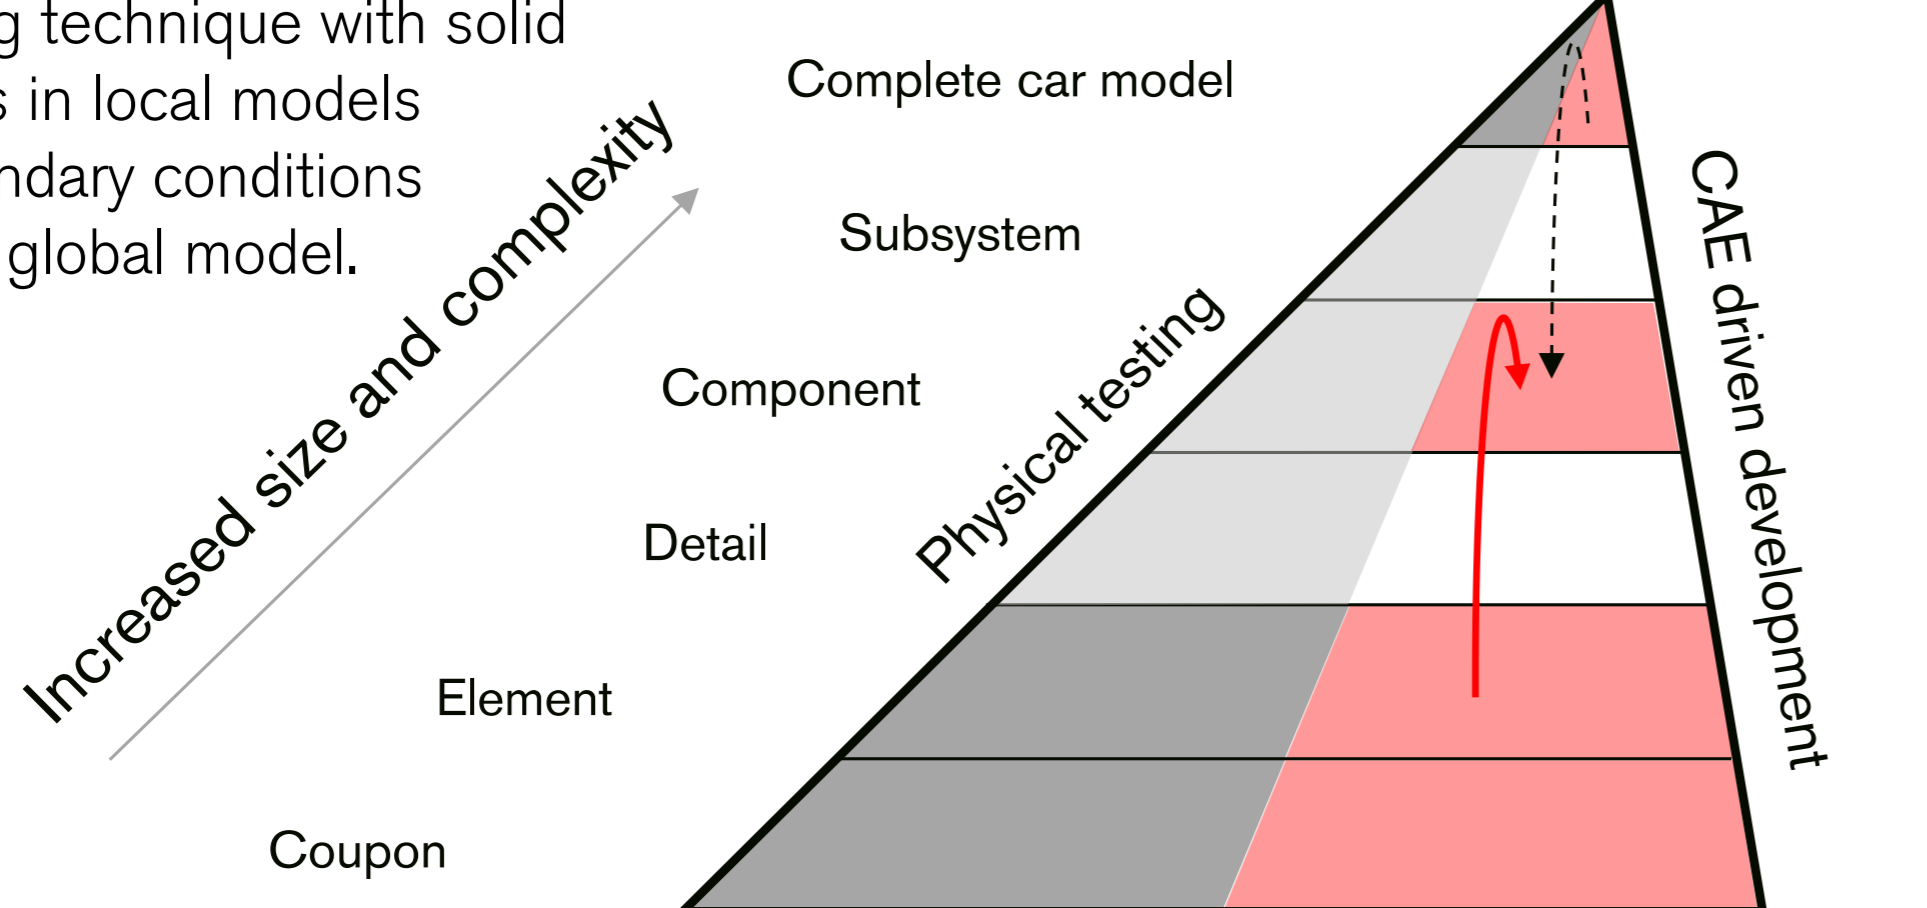 technique with solid
in local models
conditions
global model.
Increased size and complexity
Complete car model
Subsystem
Component
Detail
Element
Coupon
Physical testing
CAE driven development